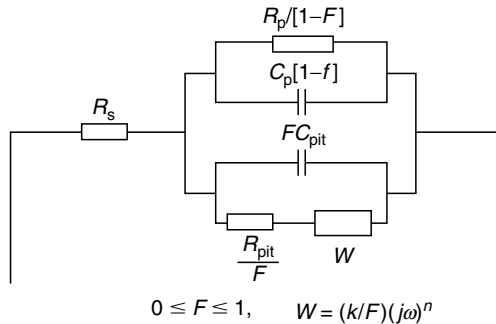 R_p/[1–F]
C_p[1–f]
R_s
FC_pit
R_pit
F
W
0 ≤ F ≤ 1, W = (k/F)(jω)^n